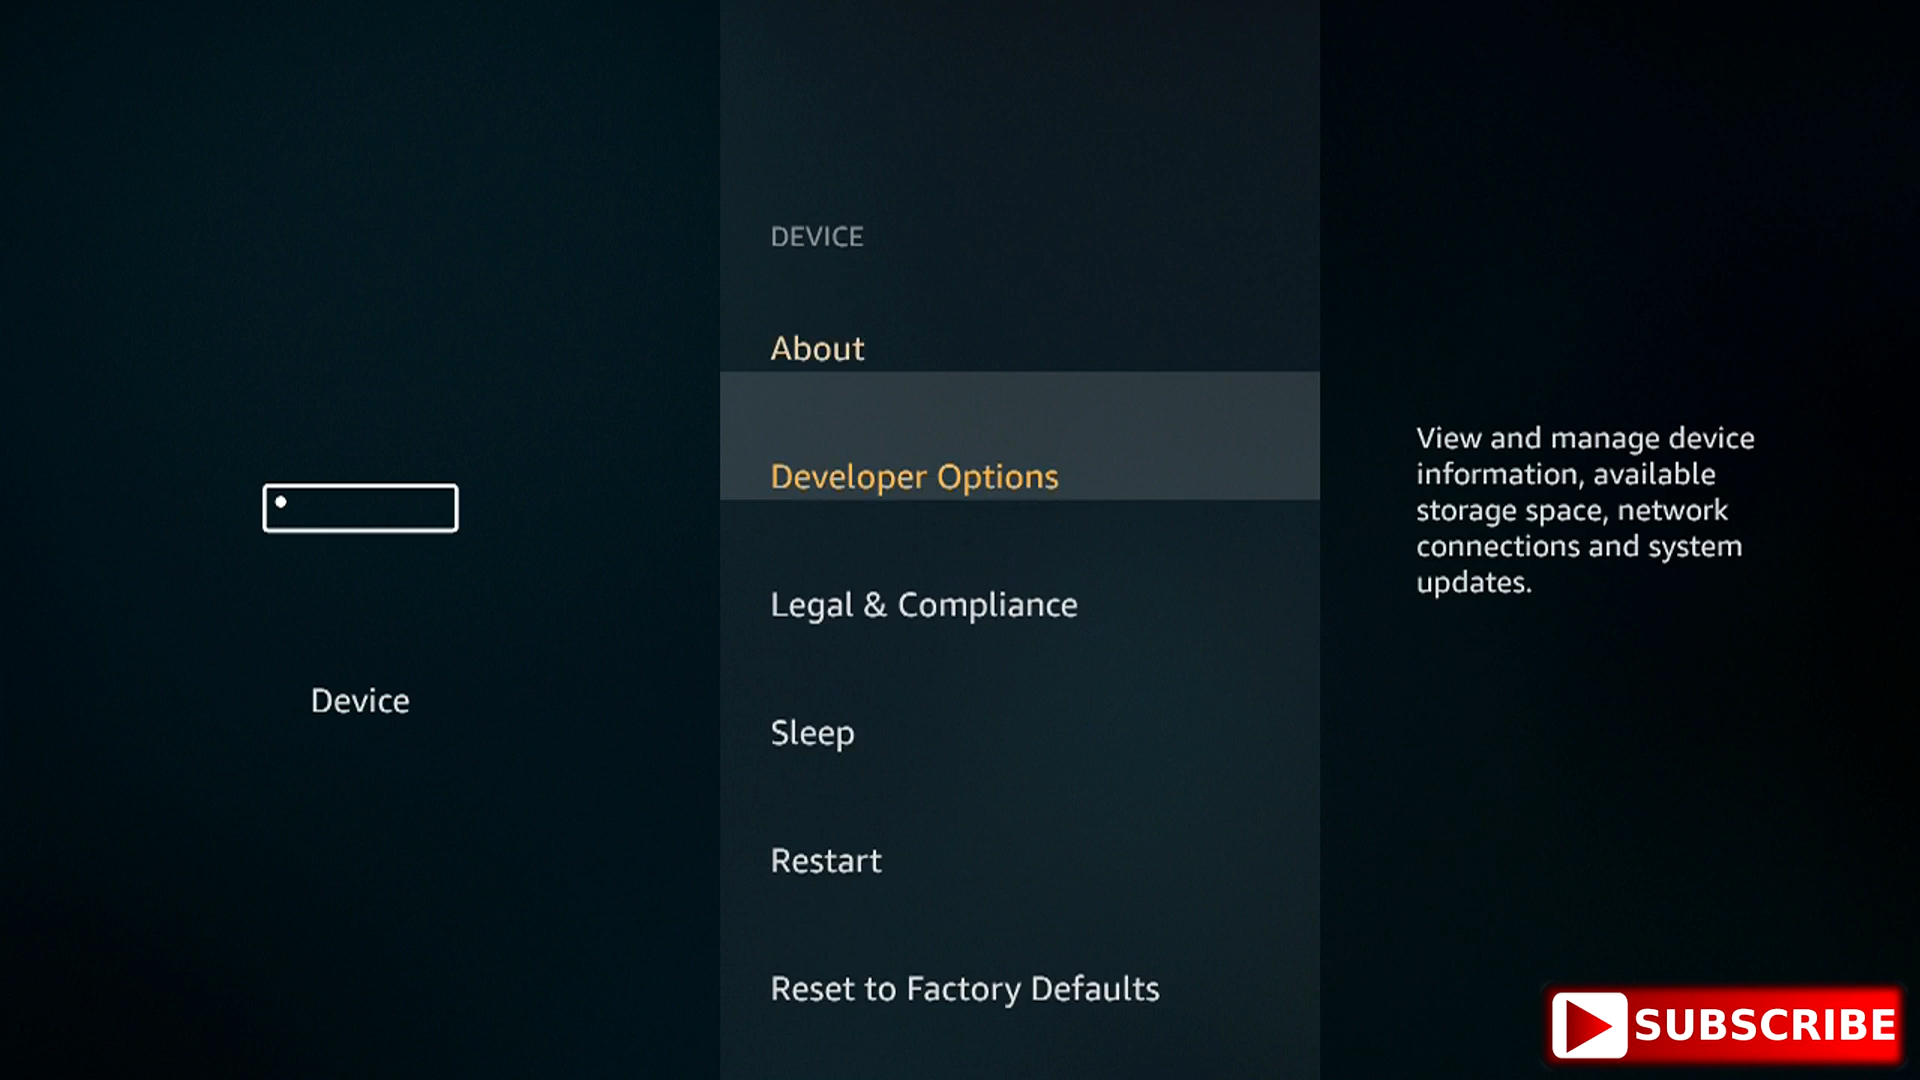 DEVICE
About
Developer Options
Legal & Compliance
Sleep
Restart
Reset to Factory Defaults
Device
View and manage device
information, available
storage space, network
connections and system
updates.
SUBSCRIBE